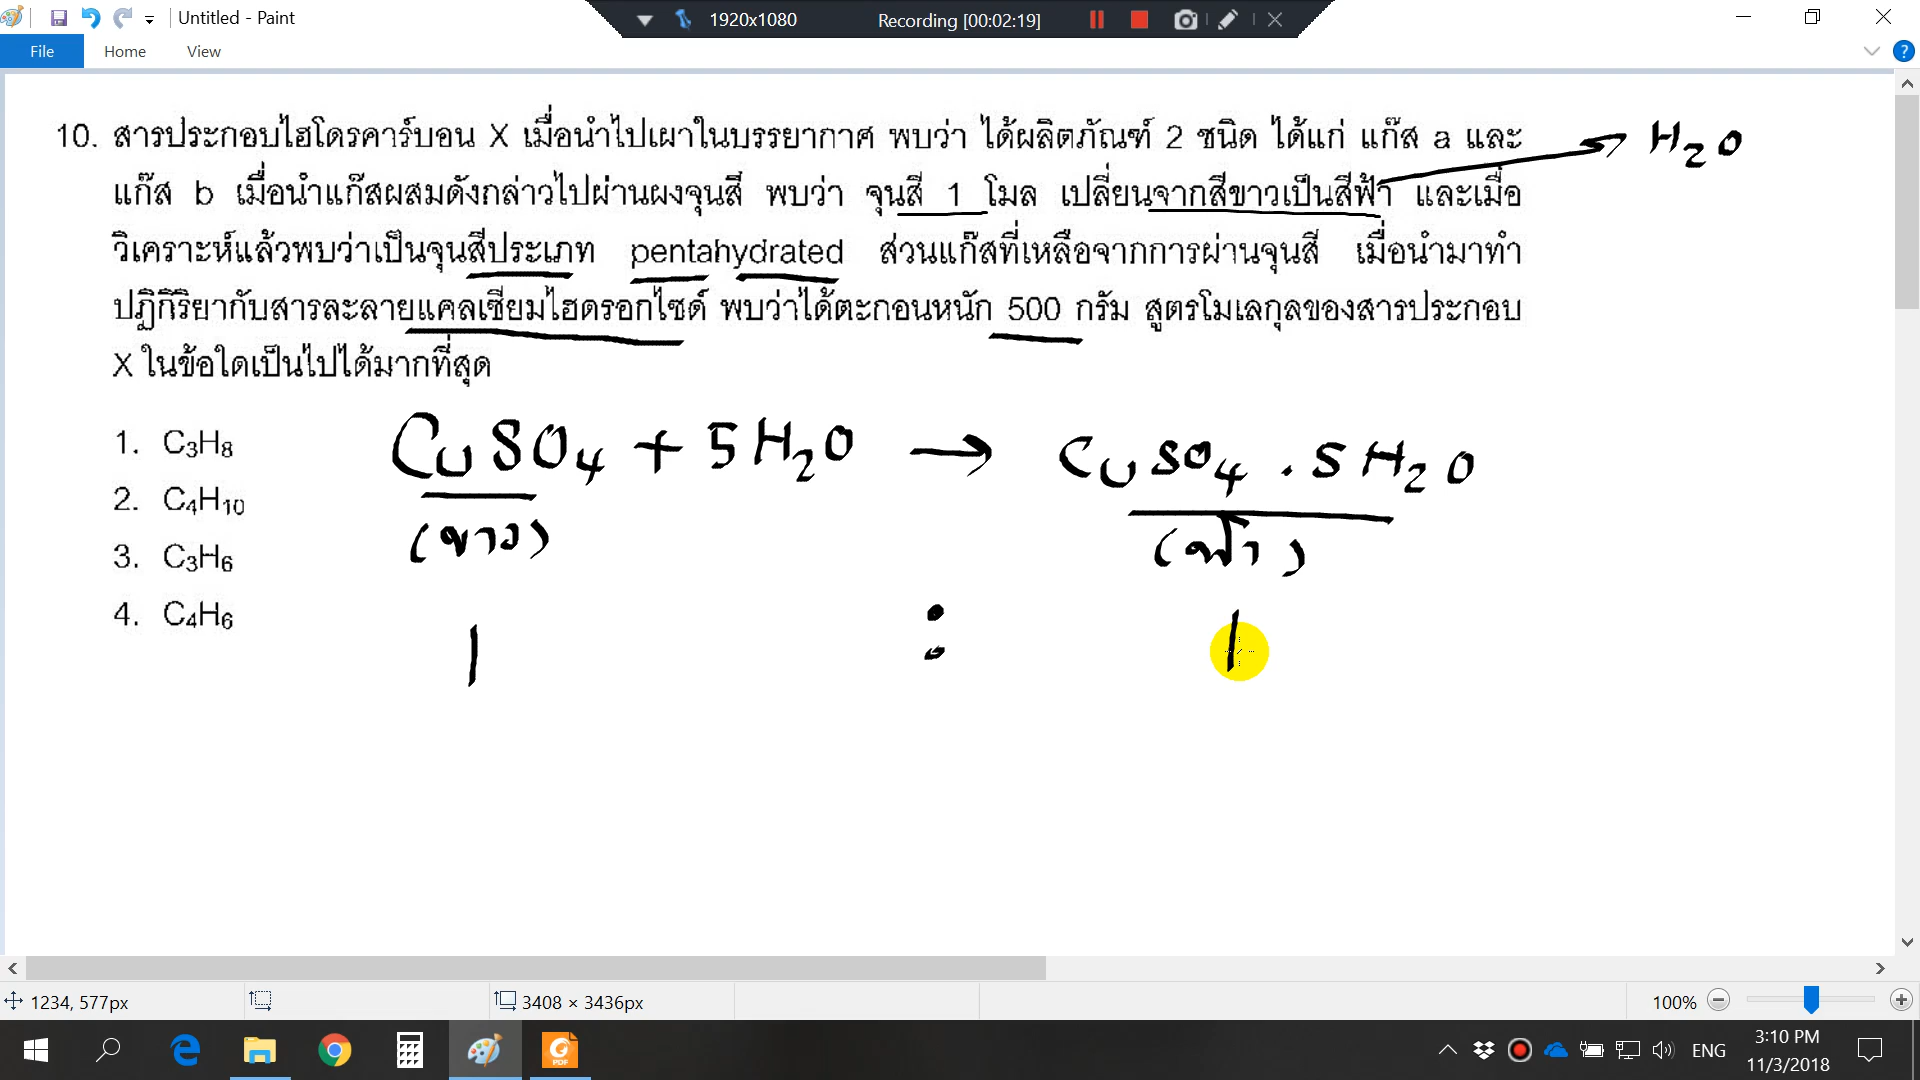 Untitled - Paint
1920x1080
Recording [00:02:19]
File Home View
10. สารประกอบไฮโดรคาร์บอน X เมื่อนำไปเผาในบรรยากาศ พบว่า ได้ผลิตภัณฑ์ 2 ชนิด ได้แก่ แก๊ส a และ
H2O
แก๊ส b เมื่อนำแก๊สผสมดังกล่าวไปผ่านผงจุนสี พบว่า จุนสี 1 โมล เปลี่ยนจากสีขาวเป็นสีฟ้า และเมื่อ
วิเคราะห์แล้วพบว่าเป็นจุนสีประเภท pentahydrated ส่วนแก๊สที่เหลือจากการผ่านจุนสี เมื่อนำมาทำ
ปฏิกิริยากับสารละลายแคลเซียมไฮดรอกไซด์ พบว่าได้ตะกอนหนัก 500 กรัม สูตรโมเลกุลของสารประกอบ
X ในข้อใดเป็นไปได้มากที่สุด
1. C3H8
2. C4H10
3. C3H6
4. C4H6
CuSO4 + 5H2O → CuSO4 . 5H2O
(ขาว) (ฟ้า)
1 : 1
1234, 577px
3408 × 3436px
100%
ENG
3:10 PM
11/3/2018